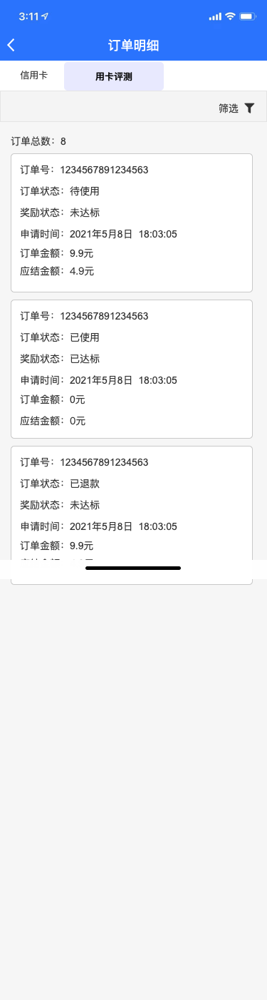 3:11
订单明细
信用卡
用卡评测
筛选
订单总数：8
订单号：1234567891234563
订单状态：待使用
奖励状态：未达标
申请时间：2021年5月8日 18:03:05
订单金额：9.9元
应结金额：4.9元
订单号：1234567891234563
订单状态：已使用
奖励状态：已达标
申请时间：2021年5月8日 18:03:05
订单金额：0元
应结金额：0元
订单号：1234567891234563
订单状态：已退款
奖励状态：未达标
申请时间：2021年5月8日 18:03:05
订单金额：9.9元